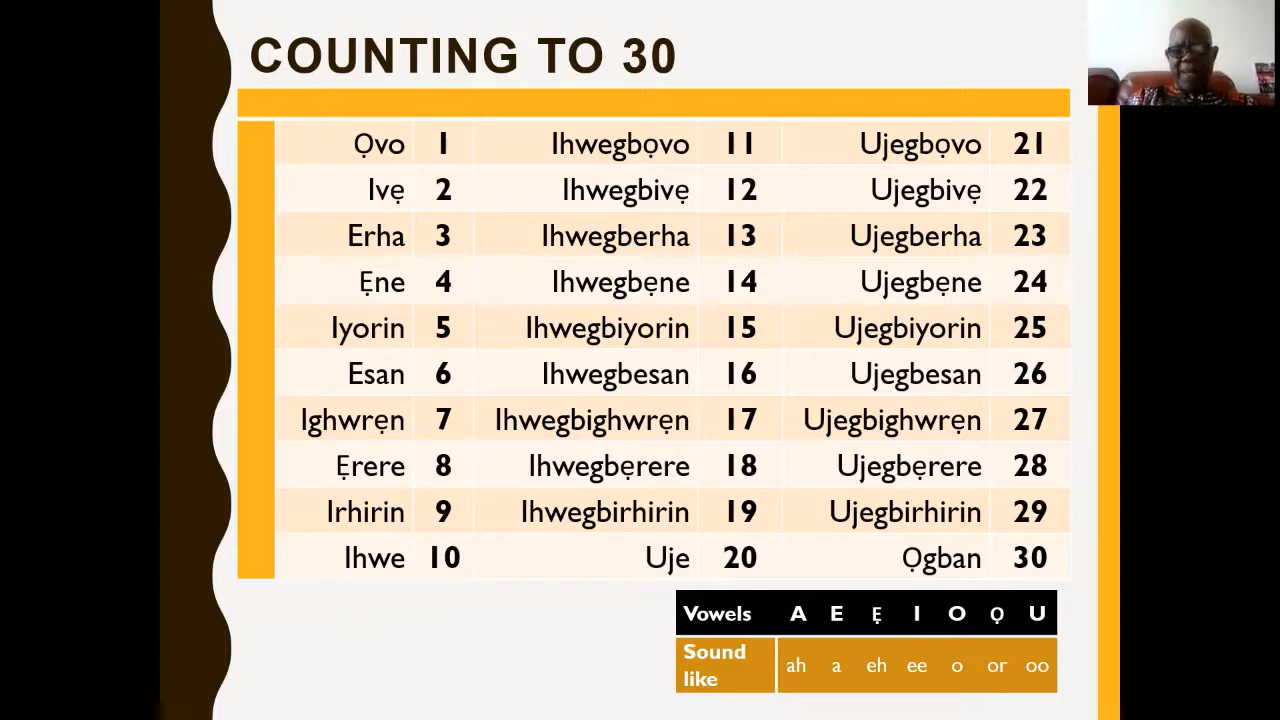 COUNTING TO 30
Ọvo 1 Ihwegbọvo 11 Ujegbọvo 21
Ivẹ 2 Ihwegbivẹ 12 Ujegbivẹ 22
Erha 3 Ihwegberha 13 Ujegberha 23
Ẹne 4 Ihwegbẹne 14 Ujegbẹne 24
Iyorin 5 Ihwegbiyorin 15 Ujegbiyorin 25
Esan 6 Ihwegbesan 16 Ujegbesan 26
Ighwrẹn 7 Ihwegbighwrẹn 17 Ujegbighwrẹn 27
Ẹrere 8 Ihwegbẹrere 18 Ujegbẹrere 28
Irhirin 9 Ihwegbirhirin 19 Ujegbirhirin 29
Ihwe 10 Uje 20 Ọgban 30
Vowels A E Ẹ I O Ọ U
Sound
like ah a eh ee o or oo